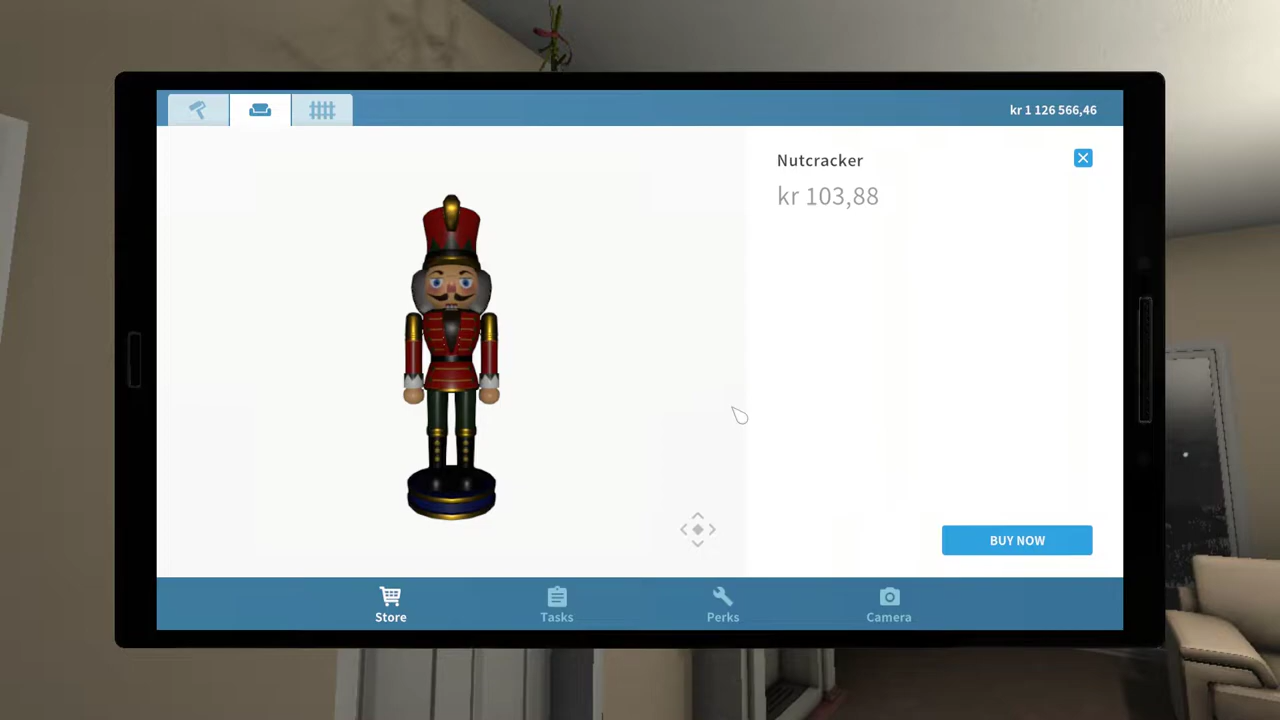 kr 1 126 566,46
Nutcracker
kr 103,88
BUY NOW
Store
Tasks
Perks
Camera